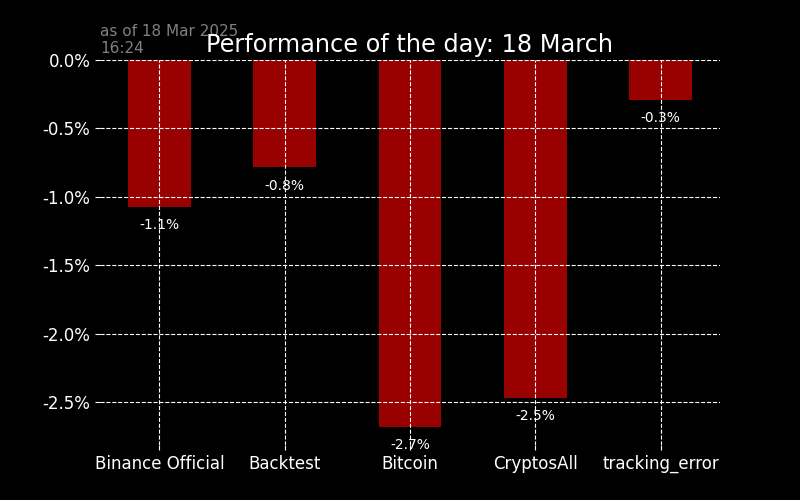 as of 18 Mar 2025
16:24
Performance of the day: 18 March
0.0%
-0.5%
-1.0%
-1.5%
-2.0%
-2.5%
-1.1%
-0.8%
-2.7%
-2.5%
-0.3%
Binance Official
Backtest
Bitcoin
CryptosAll
tracking_error